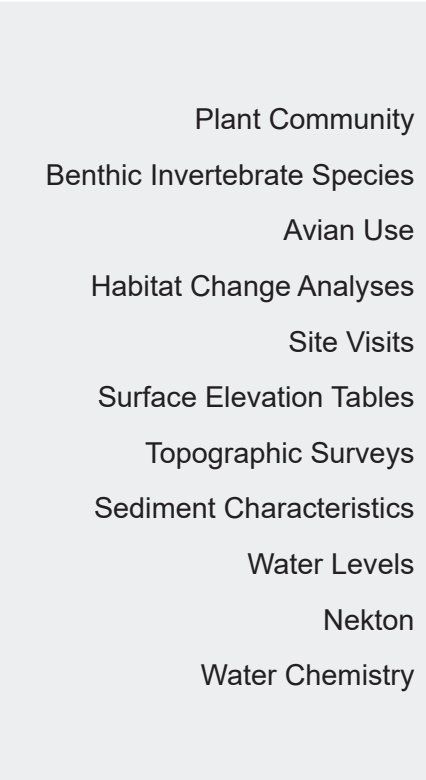 Plant Community
Benthic Invertebrate Species
Avian Use
Habitat Change Analyses
Site Visits
Surface Elevation Tables
Topographic Surveys
Sediment Characteristics
Water Levels
Nekton
Water Chemistry